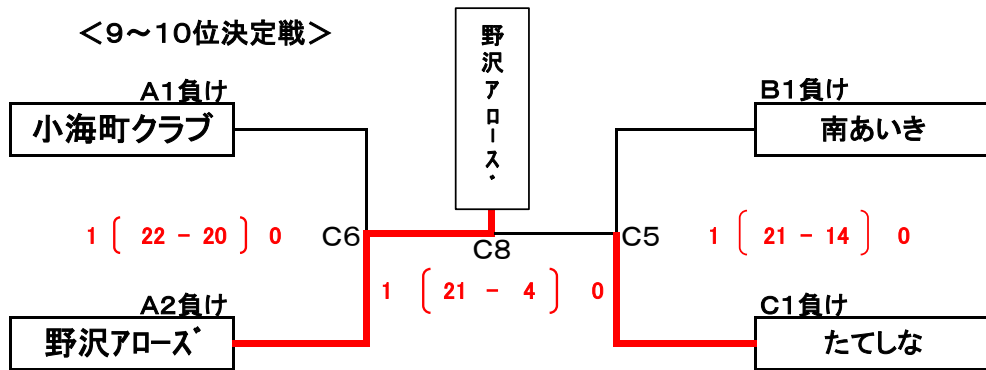 ＜９～１０位決定戦＞
野沢アローズ
A1負け
小海町クラブ
B1負け
南あいき
1 〔 22 － 20 〕 0
C6
C8
C5
1 〔 21 － 14 〕 0
1 〔 21 － 4 〕 0
A2負け
野沢ｱﾛｰｽﾞ
C1負け
たてしな